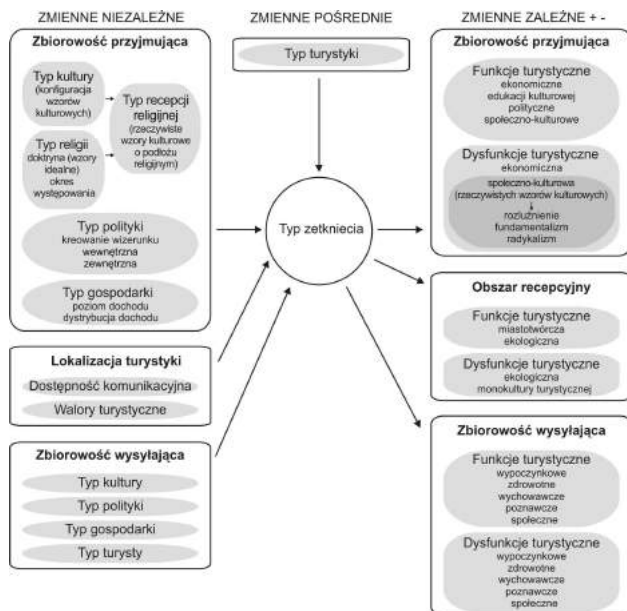 ZMIENNE NIEZALEŻNE
Zbiorowość przyjmująca
Typ kultury
(konfiguracja
wzorów
kulturowych)
Typ religii
doktryna (wzory
idealne)
okres
występowania
Typ recepcji
religijnej
(rzeczywiste
wzory kulturowe
o podłożu
religijnym)
Typ polityki
kreowanie wizerunku
wewnętrzna
zewnętrzna
Typ gospodarki
poziom dochodu
dystrybucja dochodu
Lokalizacja turystyki
Dostępność komunikacyjna
Walory turystyczne
Zbiorowość wysyłająca
Typ kultury
Typ polityki
Typ gospodarki
Typ turysty
ZMIENNE POŚREDNIE
Typ turystyki
Typ zetkniecia
ZMIENNE ZALEŻNE + -
Zbiorowość przyjmująca
Funkcje turystyczne
ekonomiczne
edukacji kulturowej
polityczne
społeczno-kulturowe
Dysfunkcje turystyczne
ekonomiczna
społeczno-kulturowa
(rzeczywistych wzorów kulturowych)
rozluźnienie
fundamentalizm
radykalizm
Obszar recepcyjny
Funkcje turystyczne
miastotwórcza
ekologiczna
Dysfunkcje turystyczne
ekologiczna
monokultury turystycznej
Zbiorowość wysyłająca
Funkcje turystyczne
wypoczynkowe
zdrowotne
wychowawcze
poznawcze
społeczne
Dysfunkcje turystyczne
wypoczynkowe
zdrowotne
wychowawcze
poznawcze
społeczne